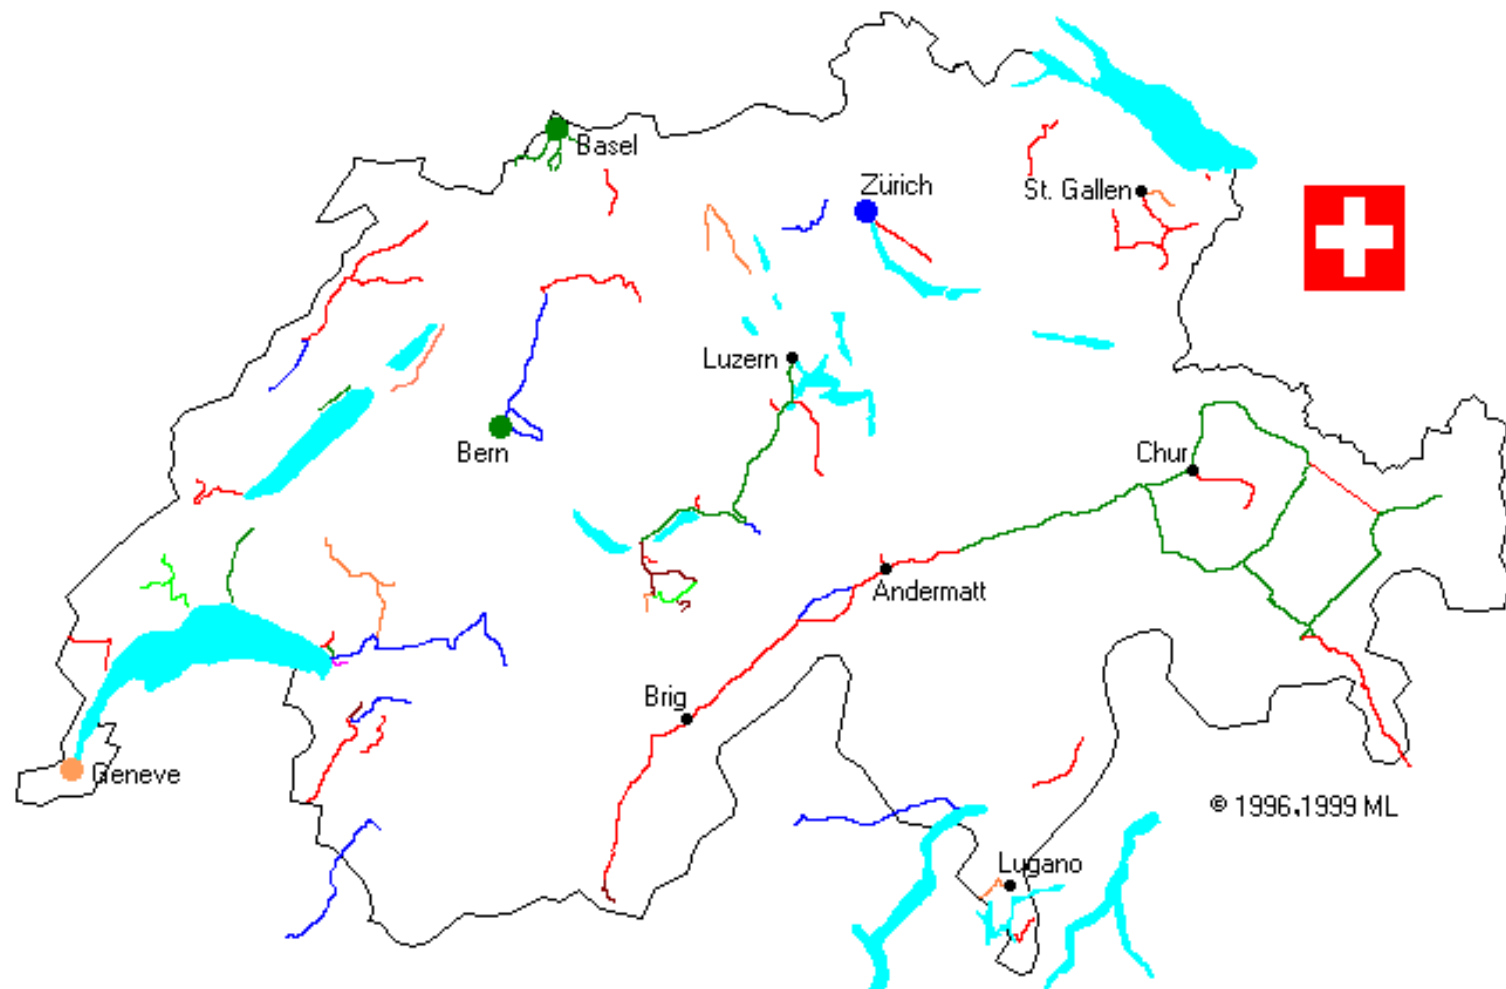 Basel
Zürich
St. Gallen
Luzern
Bern
Chur
Andermatt
Brig
Geneve
© 1996,1999 ML
Lugano